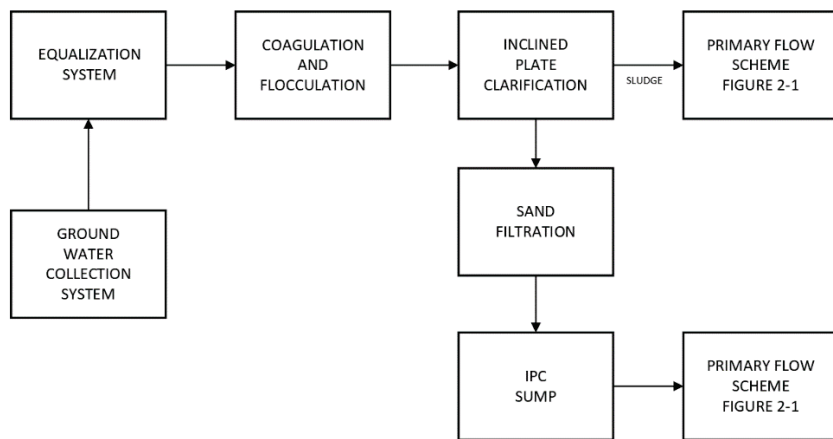 EQUALIZATION
SYSTEM
COAGULATION
AND
FLOCCULATION
INCLINED
PLATE
CLARIFICATION
SLUDGE
PRIMARY FLOW
SCHEME
FIGURE 2-1
GROUND
WATER
COLLECTION
SYSTEM
SAND
FILTRATION
IPC
SUMP
PRIMARY FLOW
SCHEME
FIGURE 2-1